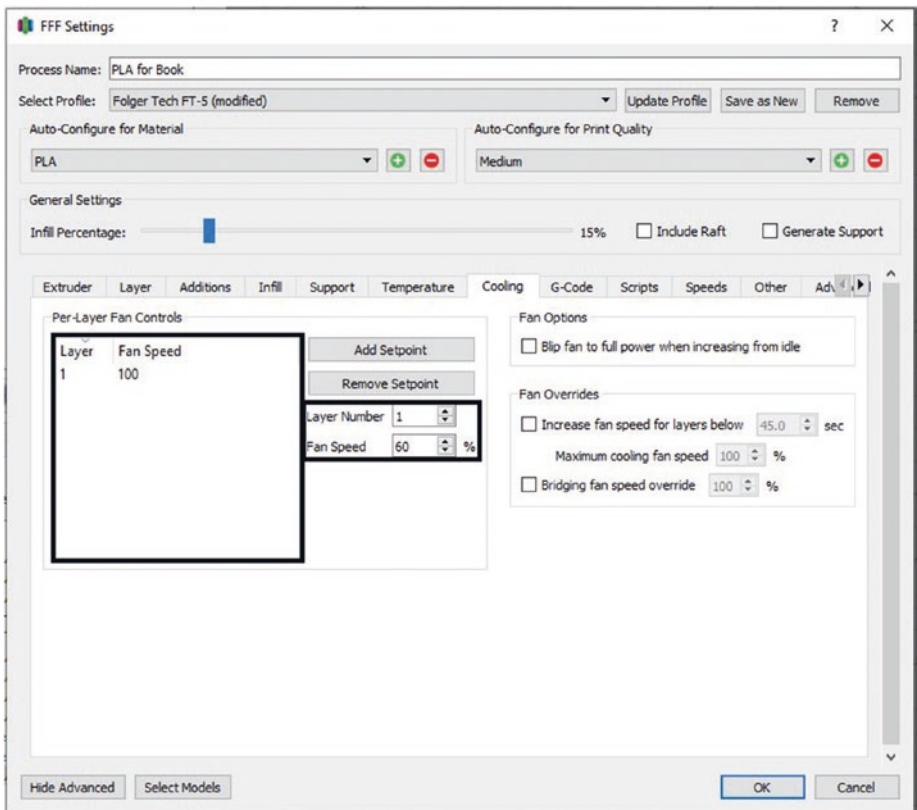 FFF Settings ? ×
Process Name: PLA for Book
Select Profile: Folger Tech FT-5 (modified) Update Profile Save as New Remove
Auto-Configure for Material Auto-Configure for Print Quality
PLA Medium
General Settings
Infill Percentage: 15% Include Raft Generate Support
Extruder Layer Additions Infill Support Temperature Cooling G-Code Scripts Speeds Other
Per-Layer Fan Controls Fan Options
Layer Fan Speed Add Setpoint Blip fan to full power when increasing from idle
1 100
Remove Setpoint Fan Overrides
Layer Number 1 Increase fan speed for layers below 45.0 sec
Fan Speed 60 % Maximum cooling fan speed 100 %
Bridging fan speed override 100 %
Hide Advanced Select Models OK Cancel